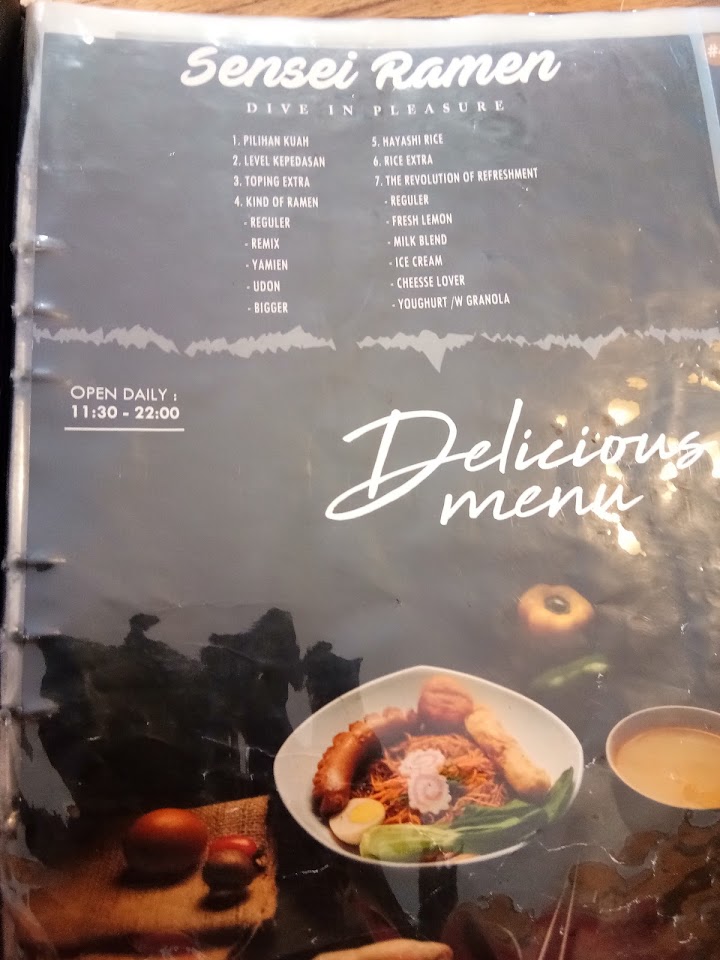 Sensei Ramen
DIVE IN PLEASURE
1. PILIHAN KUAH
2. LEVEL KEPEDASAN
3. TOPING EXTRA
4. KIND OF RAMEN
- REGULER
- REMIX
- YAMIEN
- UDON
- BIGGER
5. HAYASHI RICE
6. RICE EXTRA
7. THE REVOLUTION OF REFRESHMENT
- REGULER
- FRESH LEMON
- MILK BLEND
- ICE CREAM
- CHEESSE LOVER
- YOUGHURT /W GRANOLA
OPEN DAILY :
11:30 - 22:00
Delicious
menu